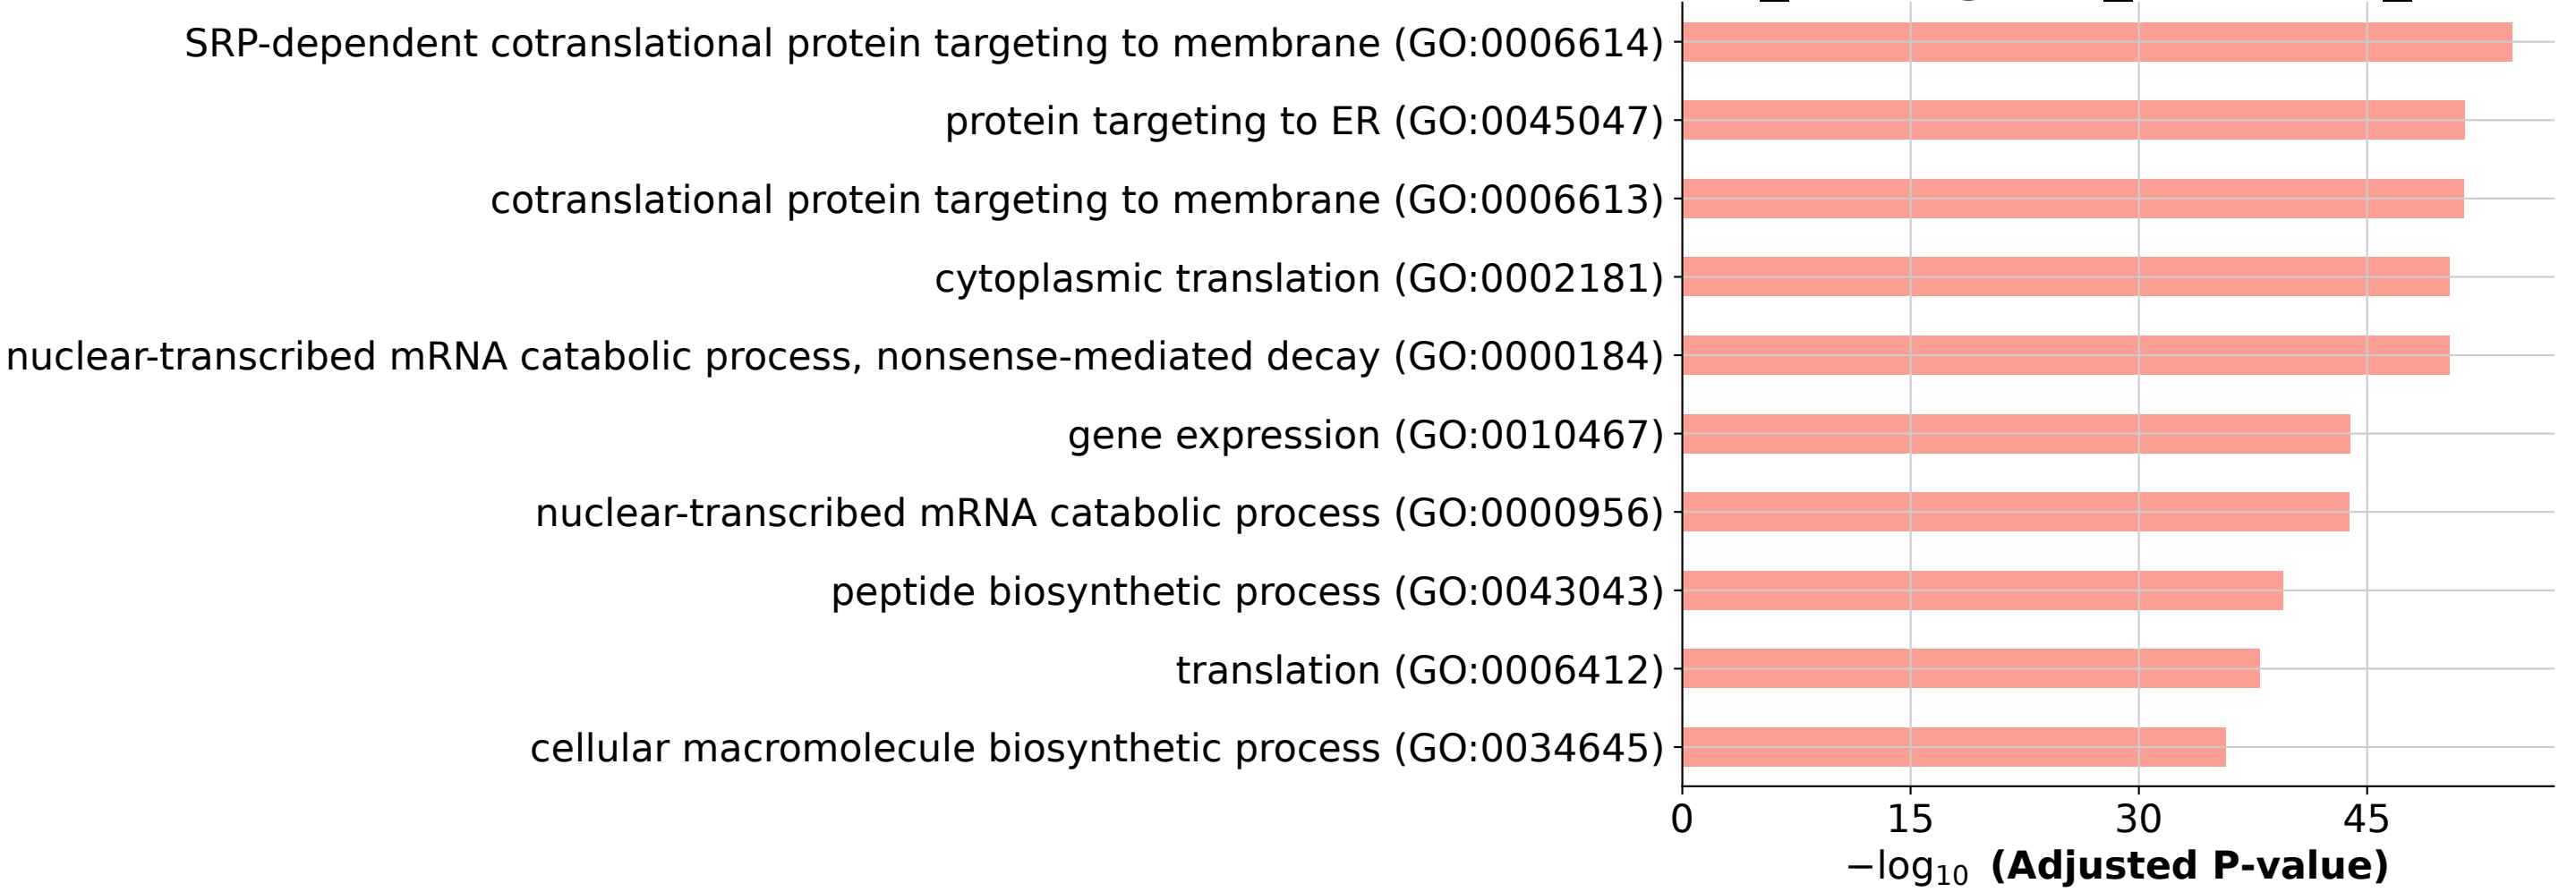 SRP-dependent cotranslational protein targeting to membrane (GO:0006614)
protein targeting to ER (GO:0045047)
cotranslational protein targeting to membrane (GO:0006613)
cytoplasmic translation (GO:0002181)
nuclear-transcribed mRNA catabolic process, nonsense-mediated decay (GO:0000184)
gene expression (GO:0010467)
nuclear-transcribed mRNA catabolic process (GO:0000956)
peptide biosynthetic process (GO:0043043)
translation (GO:0006412)
cellular macromolecule biosynthetic process (GO:0034645)
0 15 30 45
−log₁₀ (Adjusted P-value)